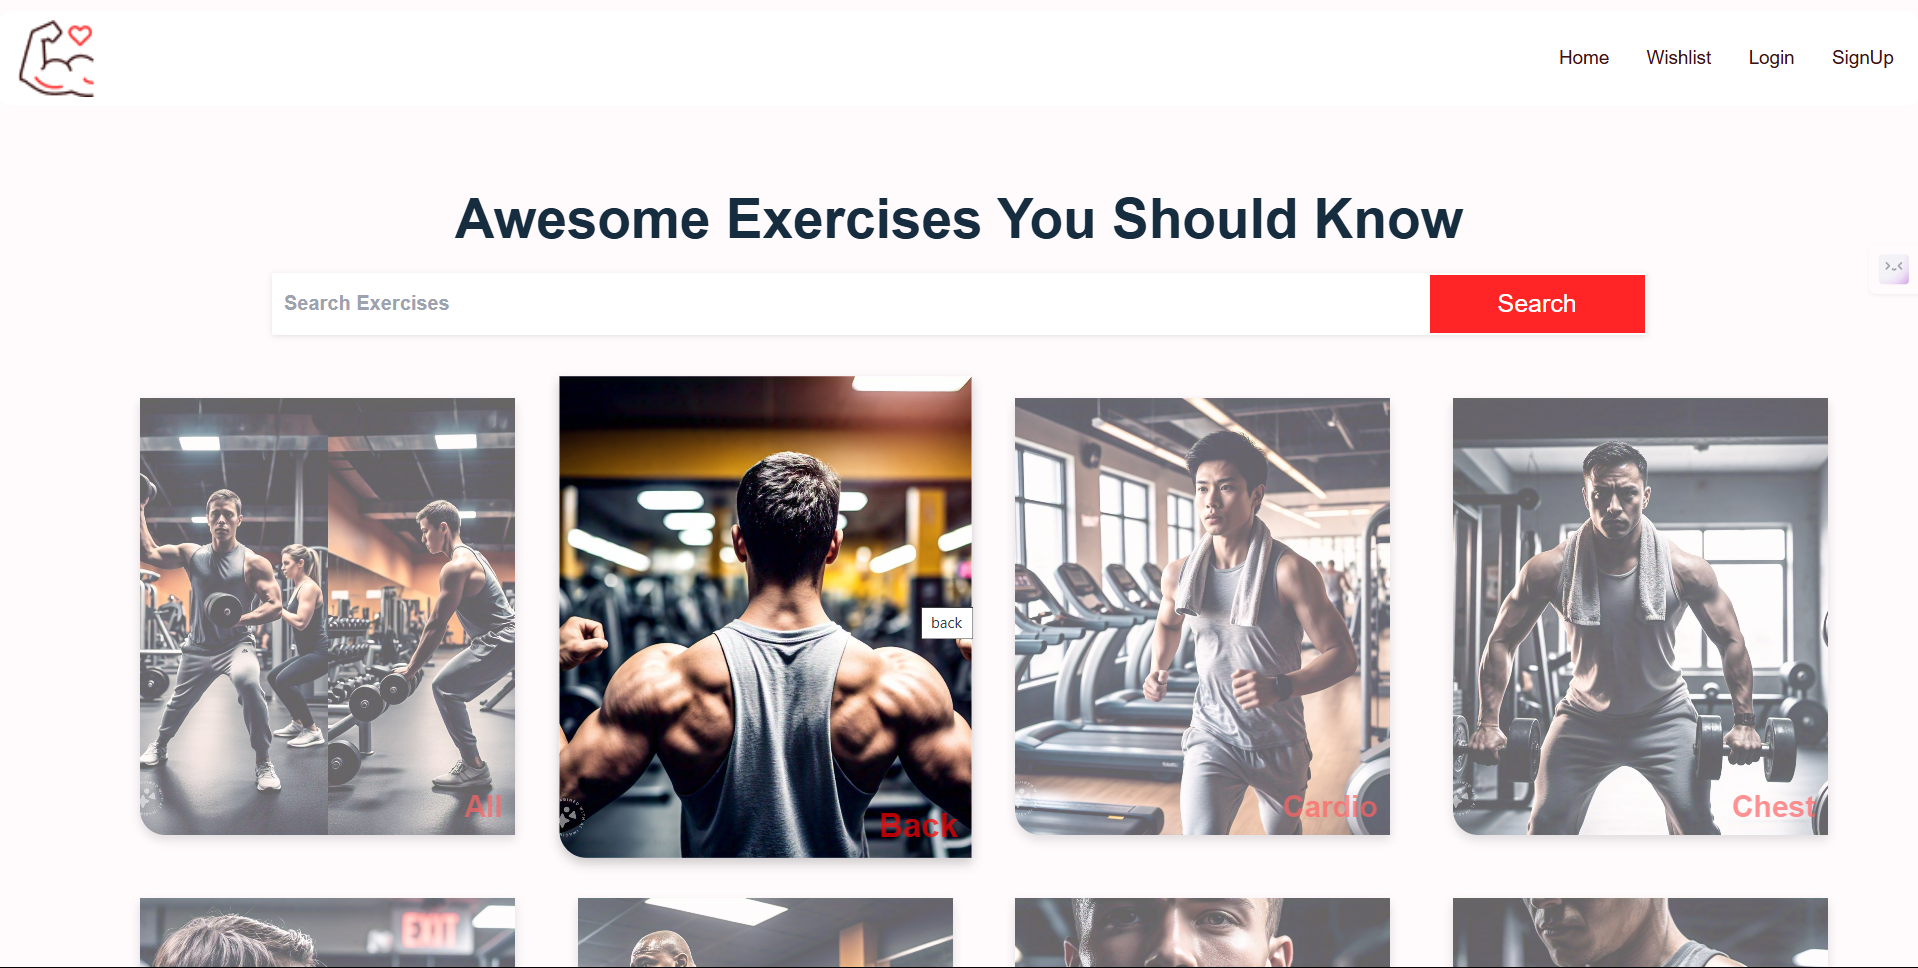 Home Wishlist Login SignUp
Awesome Exercises You Should Know
Search Exercises Search
back
All Back Cardio Chest
EXIT